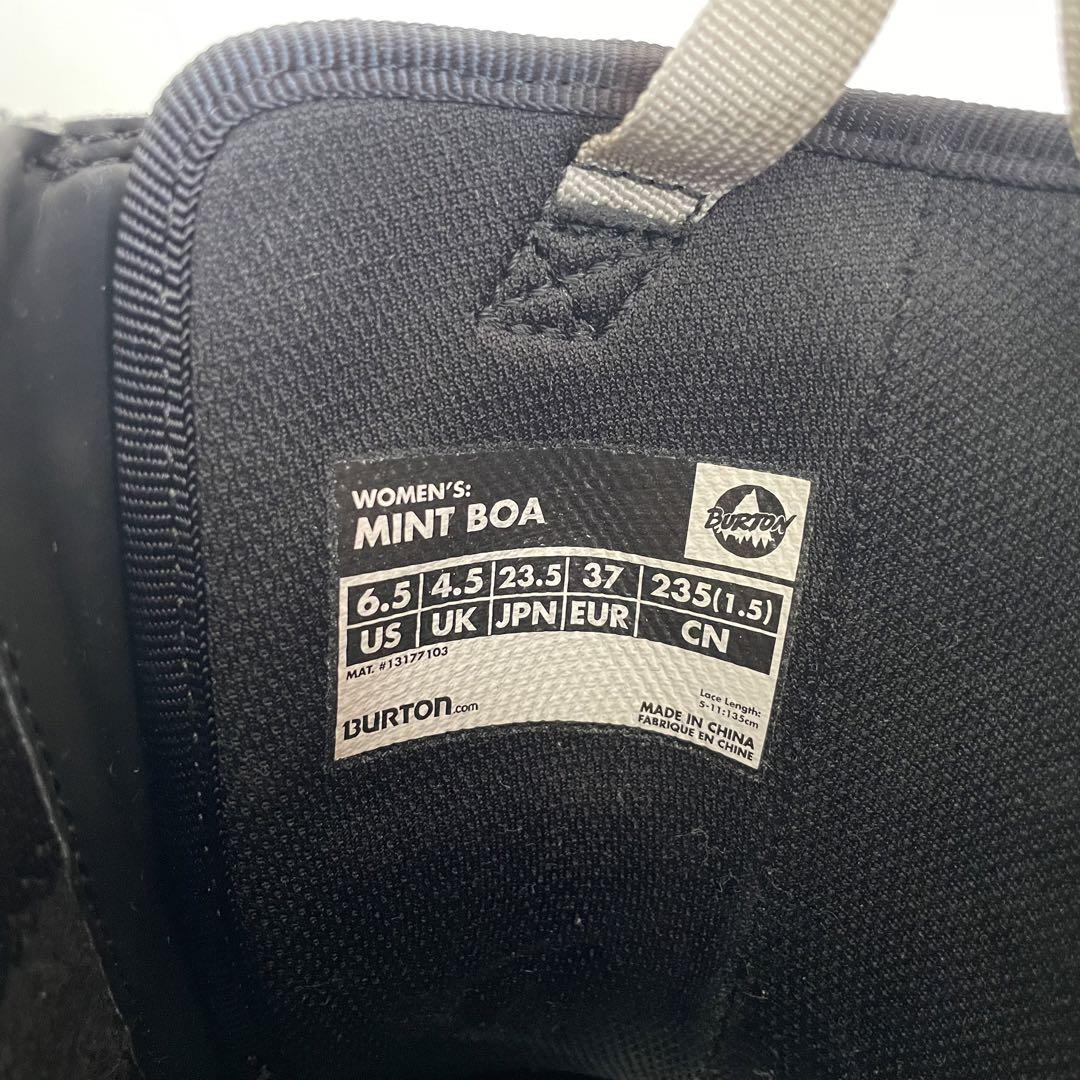 WOMEN'S:
MINT BOA
BURTON
6.5 4.5 23.5 37 235(1.5)
US UK JPN EUR CN
MAT. #13177103
BURTON.com
Lace Length:
5-11:135cm
MADE IN CHINA
FABRIQUE EN CHINE